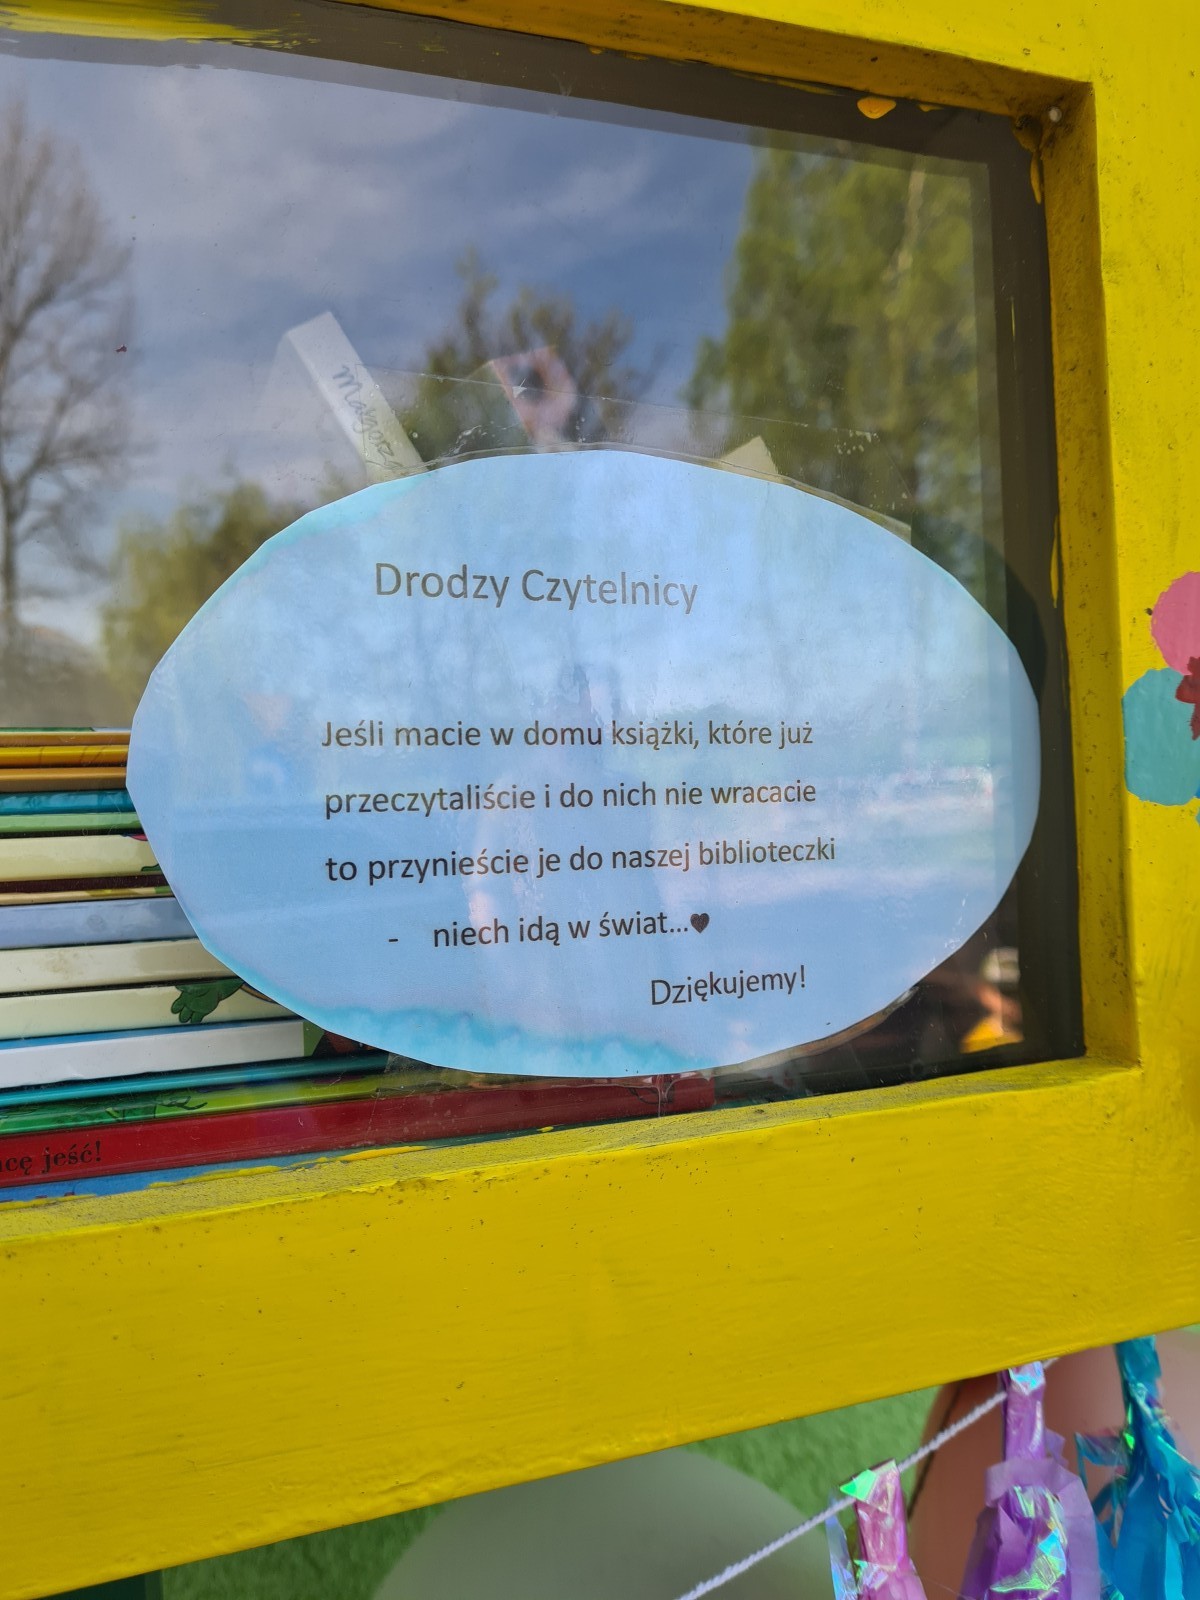 Drodzy Czytelnicy
Jeśli macie w domu książki, które już
przeczytaliście i do nich nie wracacie
to przynieście je do naszej biblioteczki
- niech idą w świat...♥
Dziękujemy!
jeść!